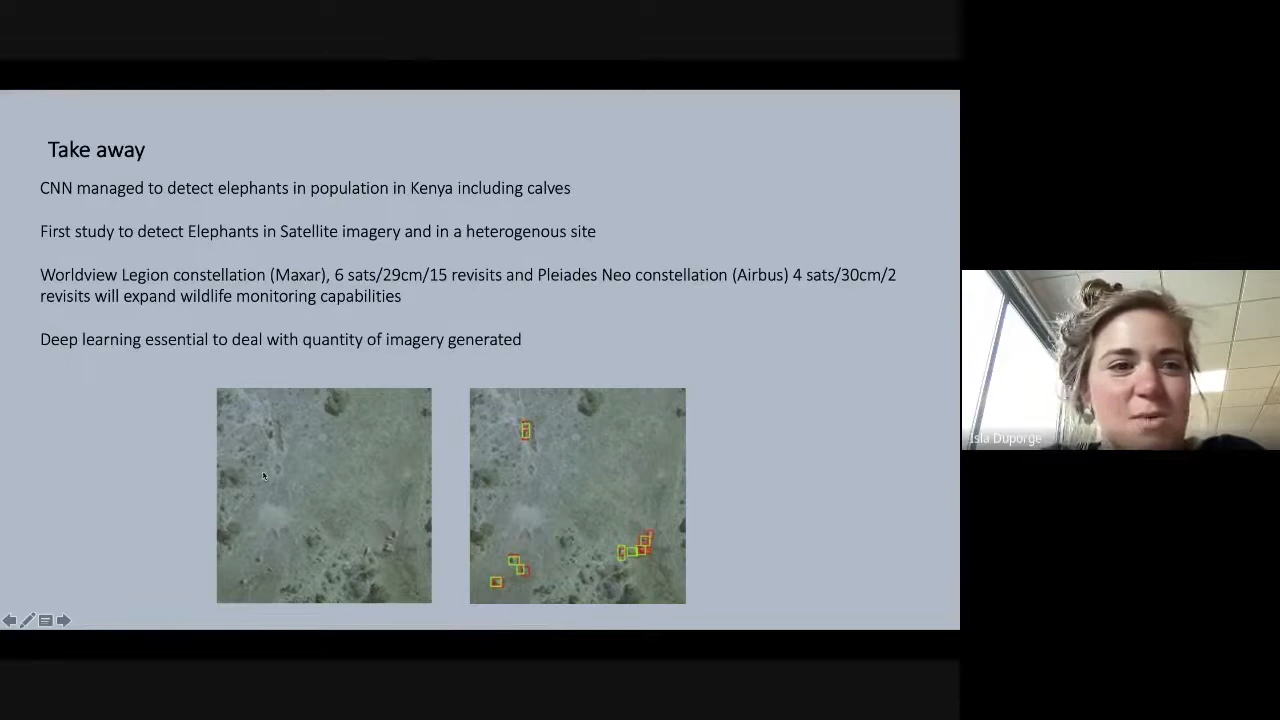 Take away
CNN managed to detect elephants in population in Kenya including calves
First study to detect Elephants in Satellite imagery and in a heterogenous site
Worldview Legion constellation (Maxar), 6 sats/29cm/15 revisits and Pleiades Neo constellation (Airbus) 4 sats/30cm/2
revisits will expand wildlife monitoring capabilities
Deep learning essential to deal with quantity of imagery generated
Isla Duporge